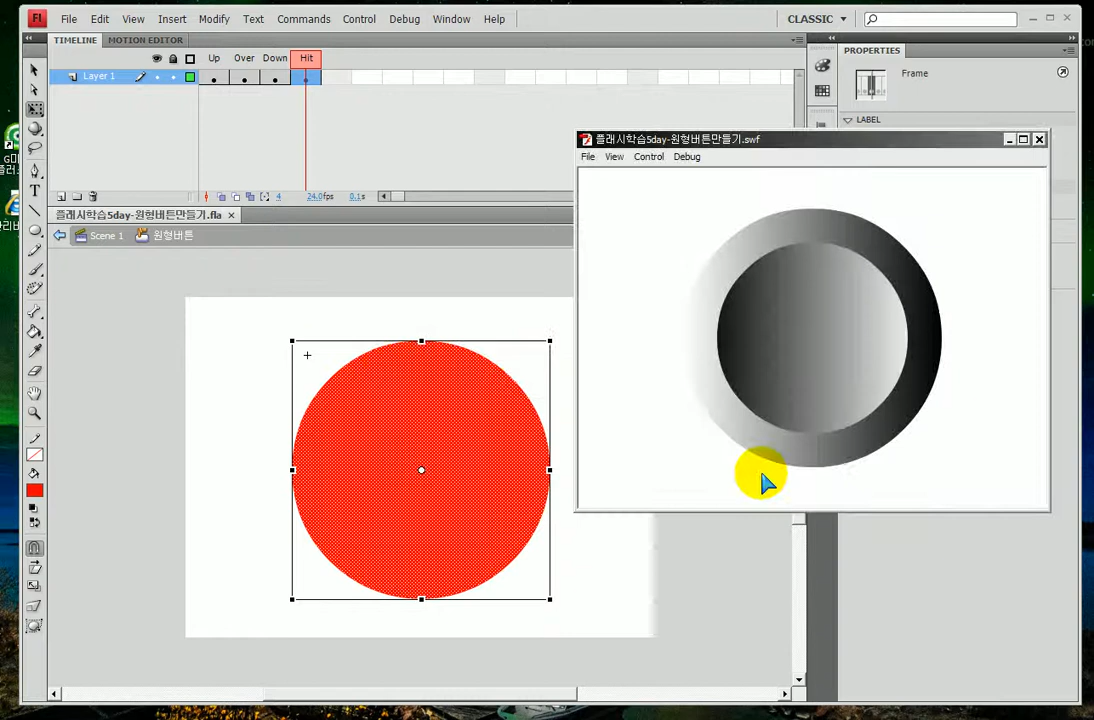 Fl File Edit View Insert Modify Text Commands Control Debug Window Help CLASSIC
TIMELINE MOTION EDITOR
Up Over Down Hit
Layer 1
4 24.0fps 0.1s
플래시학습5day-원형버튼만들기.fla
Scene 1 원형버튼
PROPERTIES
Frame
LABEL
플래시학습5day-원형버튼만들기.swf
File View Control Debug